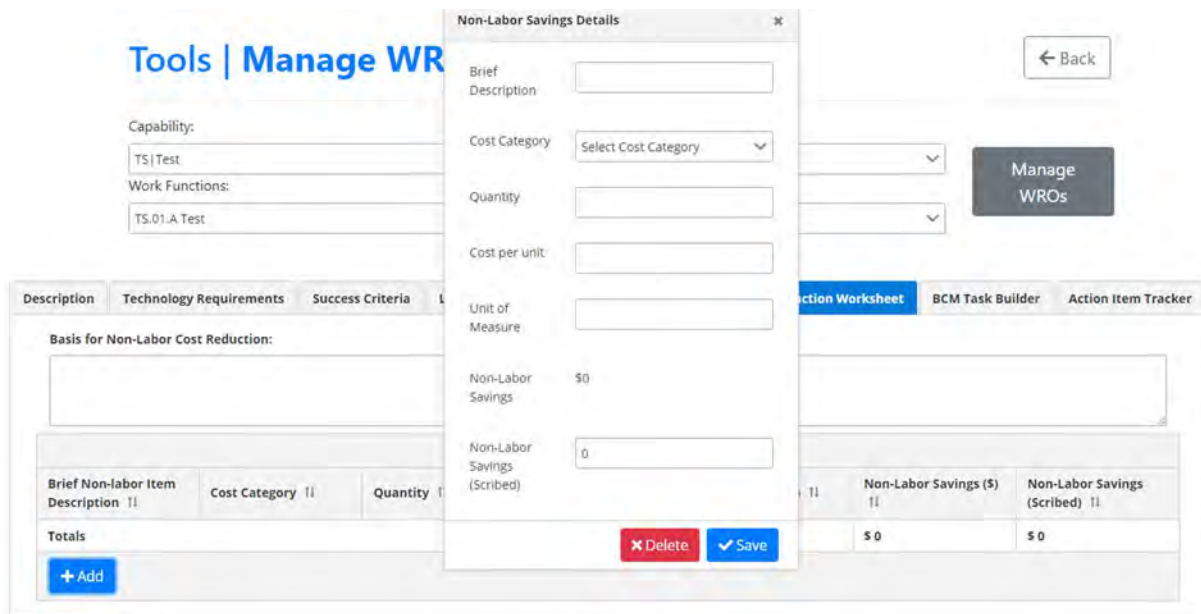 Non-Labor Savings Details
Tools | Manage WR
Back
Brief
Description
Capability:
TS|Test
Work Functions:
TS.01.A Test
Cost Category
Select Cost Category
Manage
WROs
Quantity
Cost per unit
Description
Technology Requirements
Success Criteria
L
ction Worksheet
BCM Task Builder
Action Item Tracker
Unit of
Measure
Basis for Non-Labor Cost Reduction:
Non-Labor
Savings
$0
Non-Labor
Savings
(Scribed)
0
Brief Non-labor Item
Description
Cost Category
Quantity
Non-Labor Savings ($)
Non-Labor Savings
(Scribed)
Totals
$ 0
$ 0
Delete
Save
+ Add